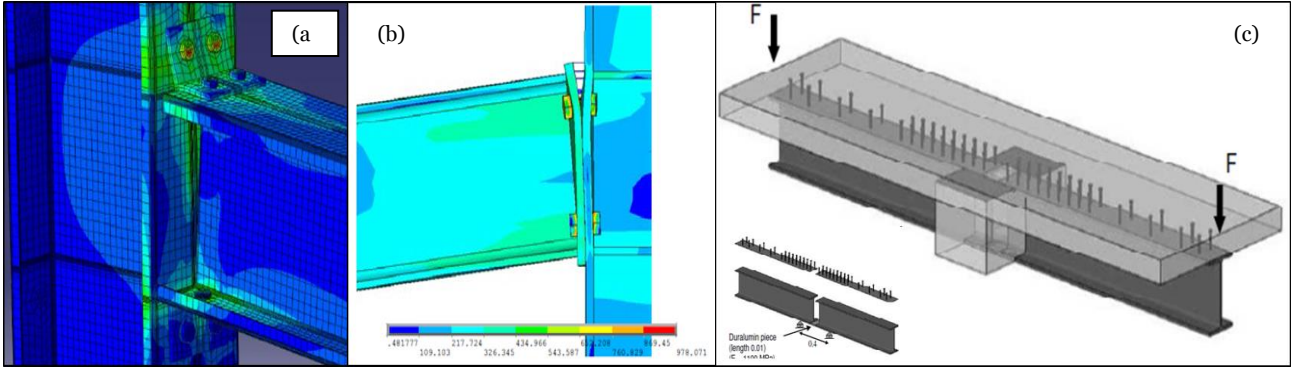 (a
(b)
(c)
F
F
.481777
217.724
434.966
869.45
109.103
326.345
543.587
760.829
978.071
Duralumin piece
(length 0,01)
0,4